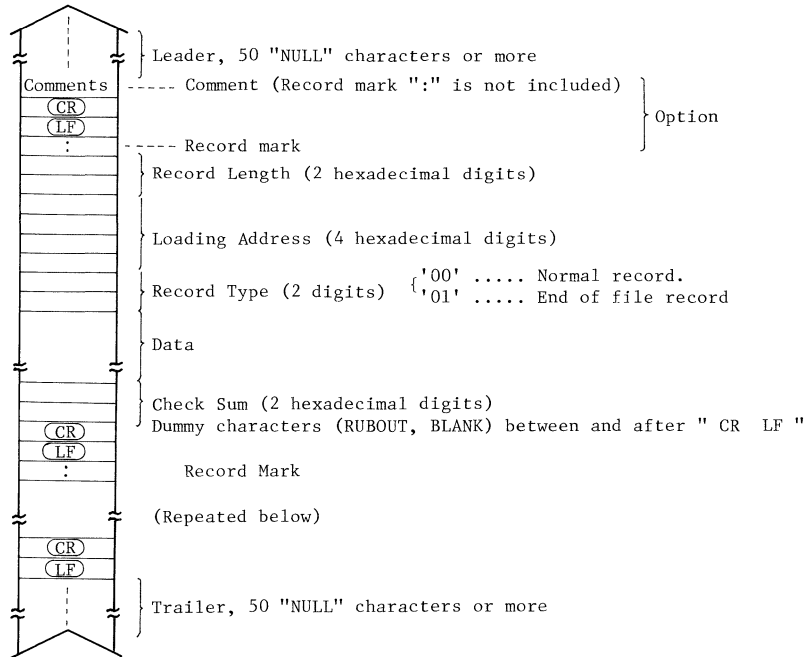 Leader, 50 "NULL" characters or more
Comments ----- Comment (Record mark ":" is not included)
CR
Option
LF
: ----- Record mark
Record Length (2 hexadecimal digits)
Loading Address (4 hexadecimal digits)
'00' ..... Normal record.
Record Type (2 digits) {
'01' ..... End of file record
Data
Check Sum (2 hexadecimal digits)
CR Dummy characters (RUBOUT, BLANK) between and after " CR LF "
LF
: Record Mark
(Repeated below)
CR
LF
Trailer, 50 "NULL" characters or more